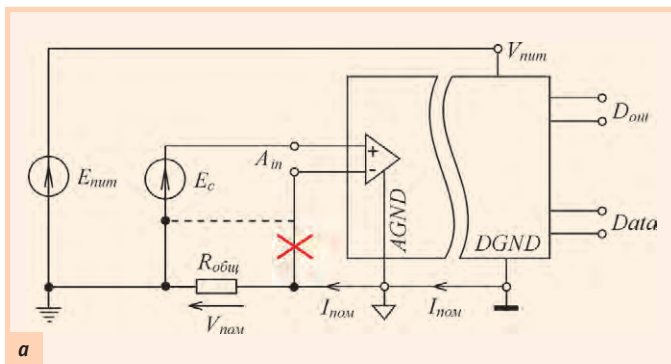 V пит
D out
A in
+
-
E пит
E с
AGND
DGND
Data
R общ
V пом
I пом
I пом
а